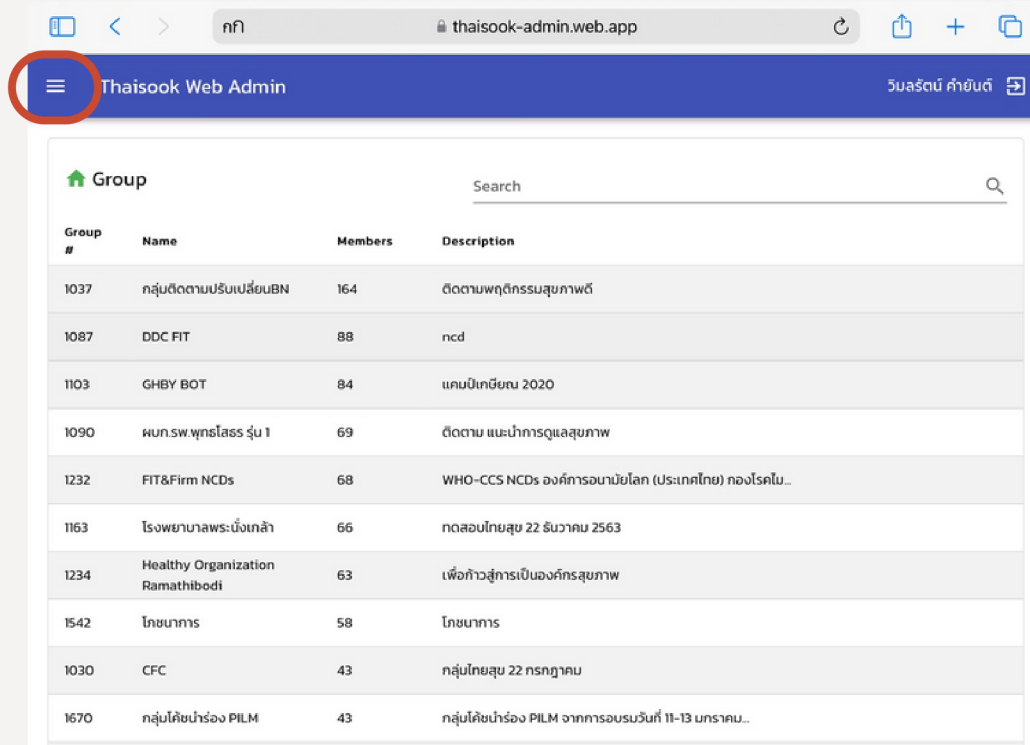 กก
thaisook-admin.web.app
Thaisook Web Admin
วิมลรัตน์ คำยันต์
Group
Search
Group # Name Members Description
1037 กลุ่มติดตามปรับเปลี่ยนBN 164 ติดตามพฤติกรรมสุขภาพดี
1087 DDC FIT 88 ncd
1103 GHBY BOT 84 แคมป์เกษียณ 2020
1090 ผบก.รพ.พุทธโสธร รุ่น 1 69 ติดตาม แนะนำการดูแลสุขภาพ
1232 FIT&Firm NCDs 68 WHO-CCS NCDs องค์การอนามัยโลก (ประเทศไทย) กองโรคไม...
1163 โรงพยาบาลพระนั่งเกล้า 66 ทดสอบไทยสุข 22 ธันวาคม 2563
1234 Healthy Organization Ramathibodi 63 เพื่อก้าวสู่การเป็นองค์กรสุขภาพ
1542 โภชนาการ 58 โภชนาการ
1030 CFC 43 กลุ่มไทยสุข 22 กรกฎาคม
1670 กลุ่มโค้ชนำร่อง PILM 43 กลุ่มโค้ชนำร่อง PILM จากการอบรมวันที่ 11-13 มกราคม...